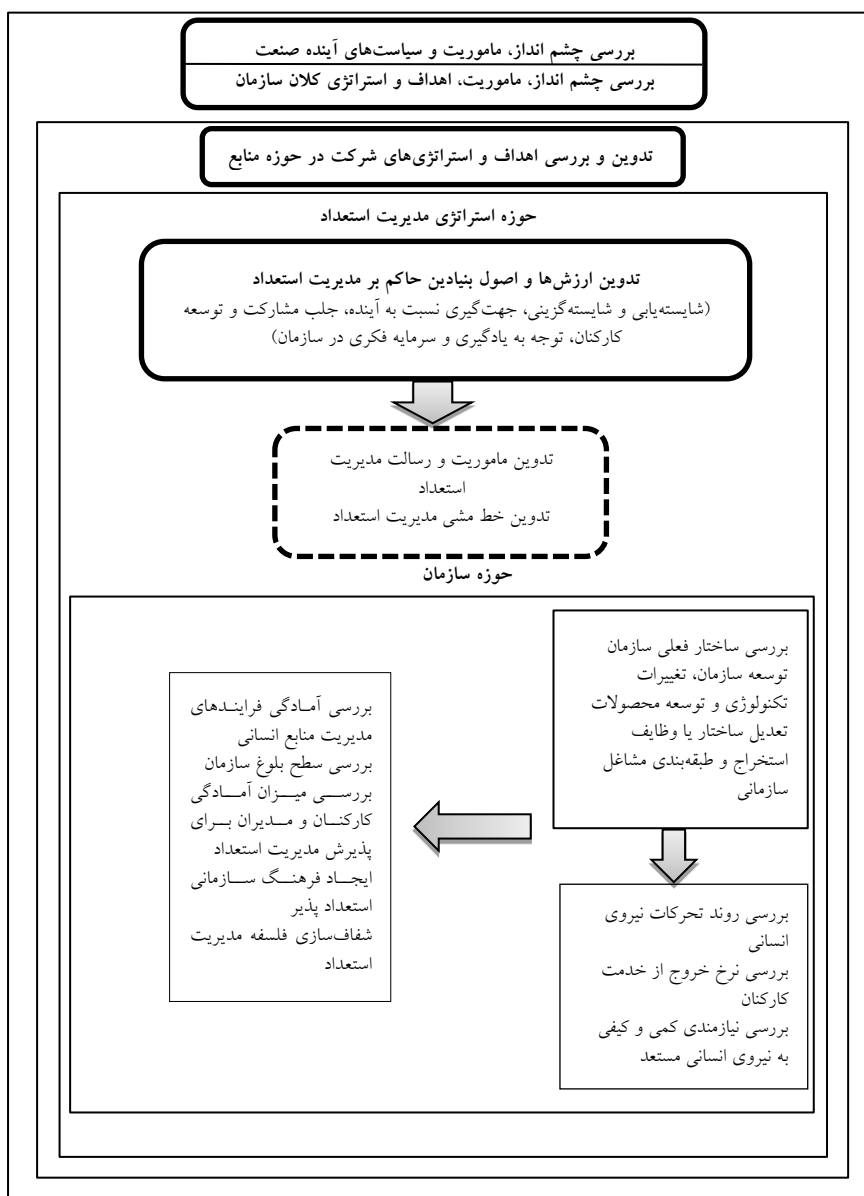 بررسی چشم انداز، ماموریت و سیاست‌های آینده صنعت
بررسی چشم انداز، ماموریت، اهداف و استراتژی کلان سازمان
تدوین و بررسی اهداف و استراتژی‌های شرکت در حوزه منابع
حوزه استراتژی مدیریت استعداد
تدوین ارزش‌ها و اصول بنیادین حاکم بر مدیریت استعداد
(شایسته‌یابی و شایسته‌گزینی، جهت‌گیری نسبت به آینده، جلب مشارکت و توسعه
کارکنان، توجه به یادگیری و سرمایه فکری در سازمان)
تدوین ماموریت و رسالت مدیریت
استعداد
تدوین خط مشی مدیریت استعداد
حوزه سازمان
بررسی ساختار فعلی سازمان
توسعه سازمان، تغییرات
تکنولوژی و توسعه محصولات
تعدیل ساختار یا وظایف
استخراج و طبقه‌بندی مشاغل
سازمانی
بررسی آمادگی فرایندهای
مدیریت منابع انسانی
بررسی سطح بلوغ سازمان
بررسی میزان آمادگی
کارکنان و مدیران برای
پذیرش مدیریت استعداد
ایجاد فرهنگ سازمانی
استعداد پذیر
شفاف‌سازی فلسفه مدیریت
استعداد
بررسی روند تحرکات نیروی
انسانی
بررسی نرخ خروج از خدمت
کارکنان
بررسی نیازمندی کمی و کیفی
به نیروی انسانی مستعد